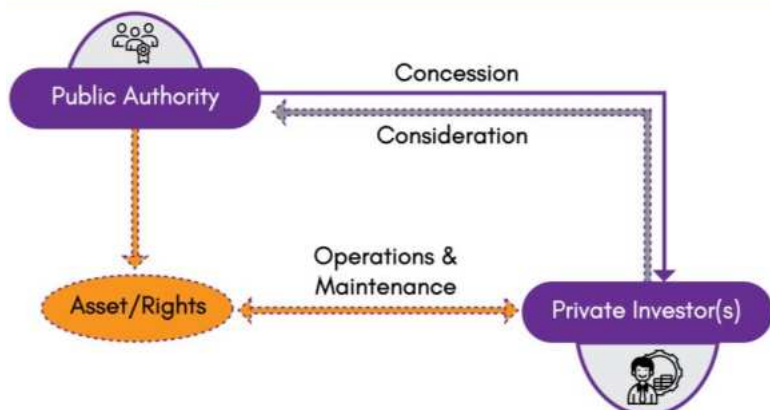 Public Authority
Concession
Consideration
Operations &
Maintenance
Asset/Rights
Private Investor(s)